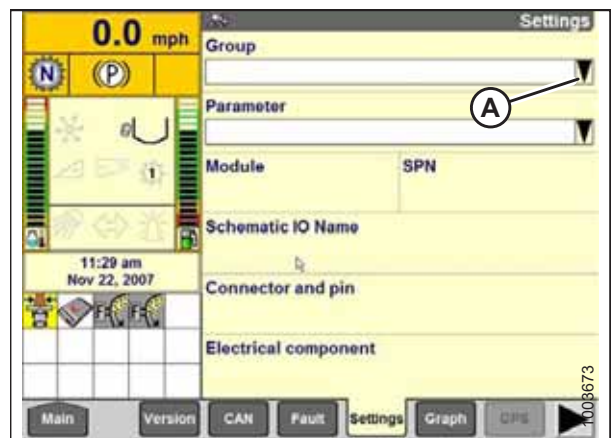 0.0 mph
Settings
N
(P)
Group
A
Parameter
Module
SPN
1
Schematic IO Name
11:29 am
Nov 22, 2007
Connector and pin
F
F
Electrical component
1003673
Main
Version
CAN
Fault
Settings
Graph
GPS